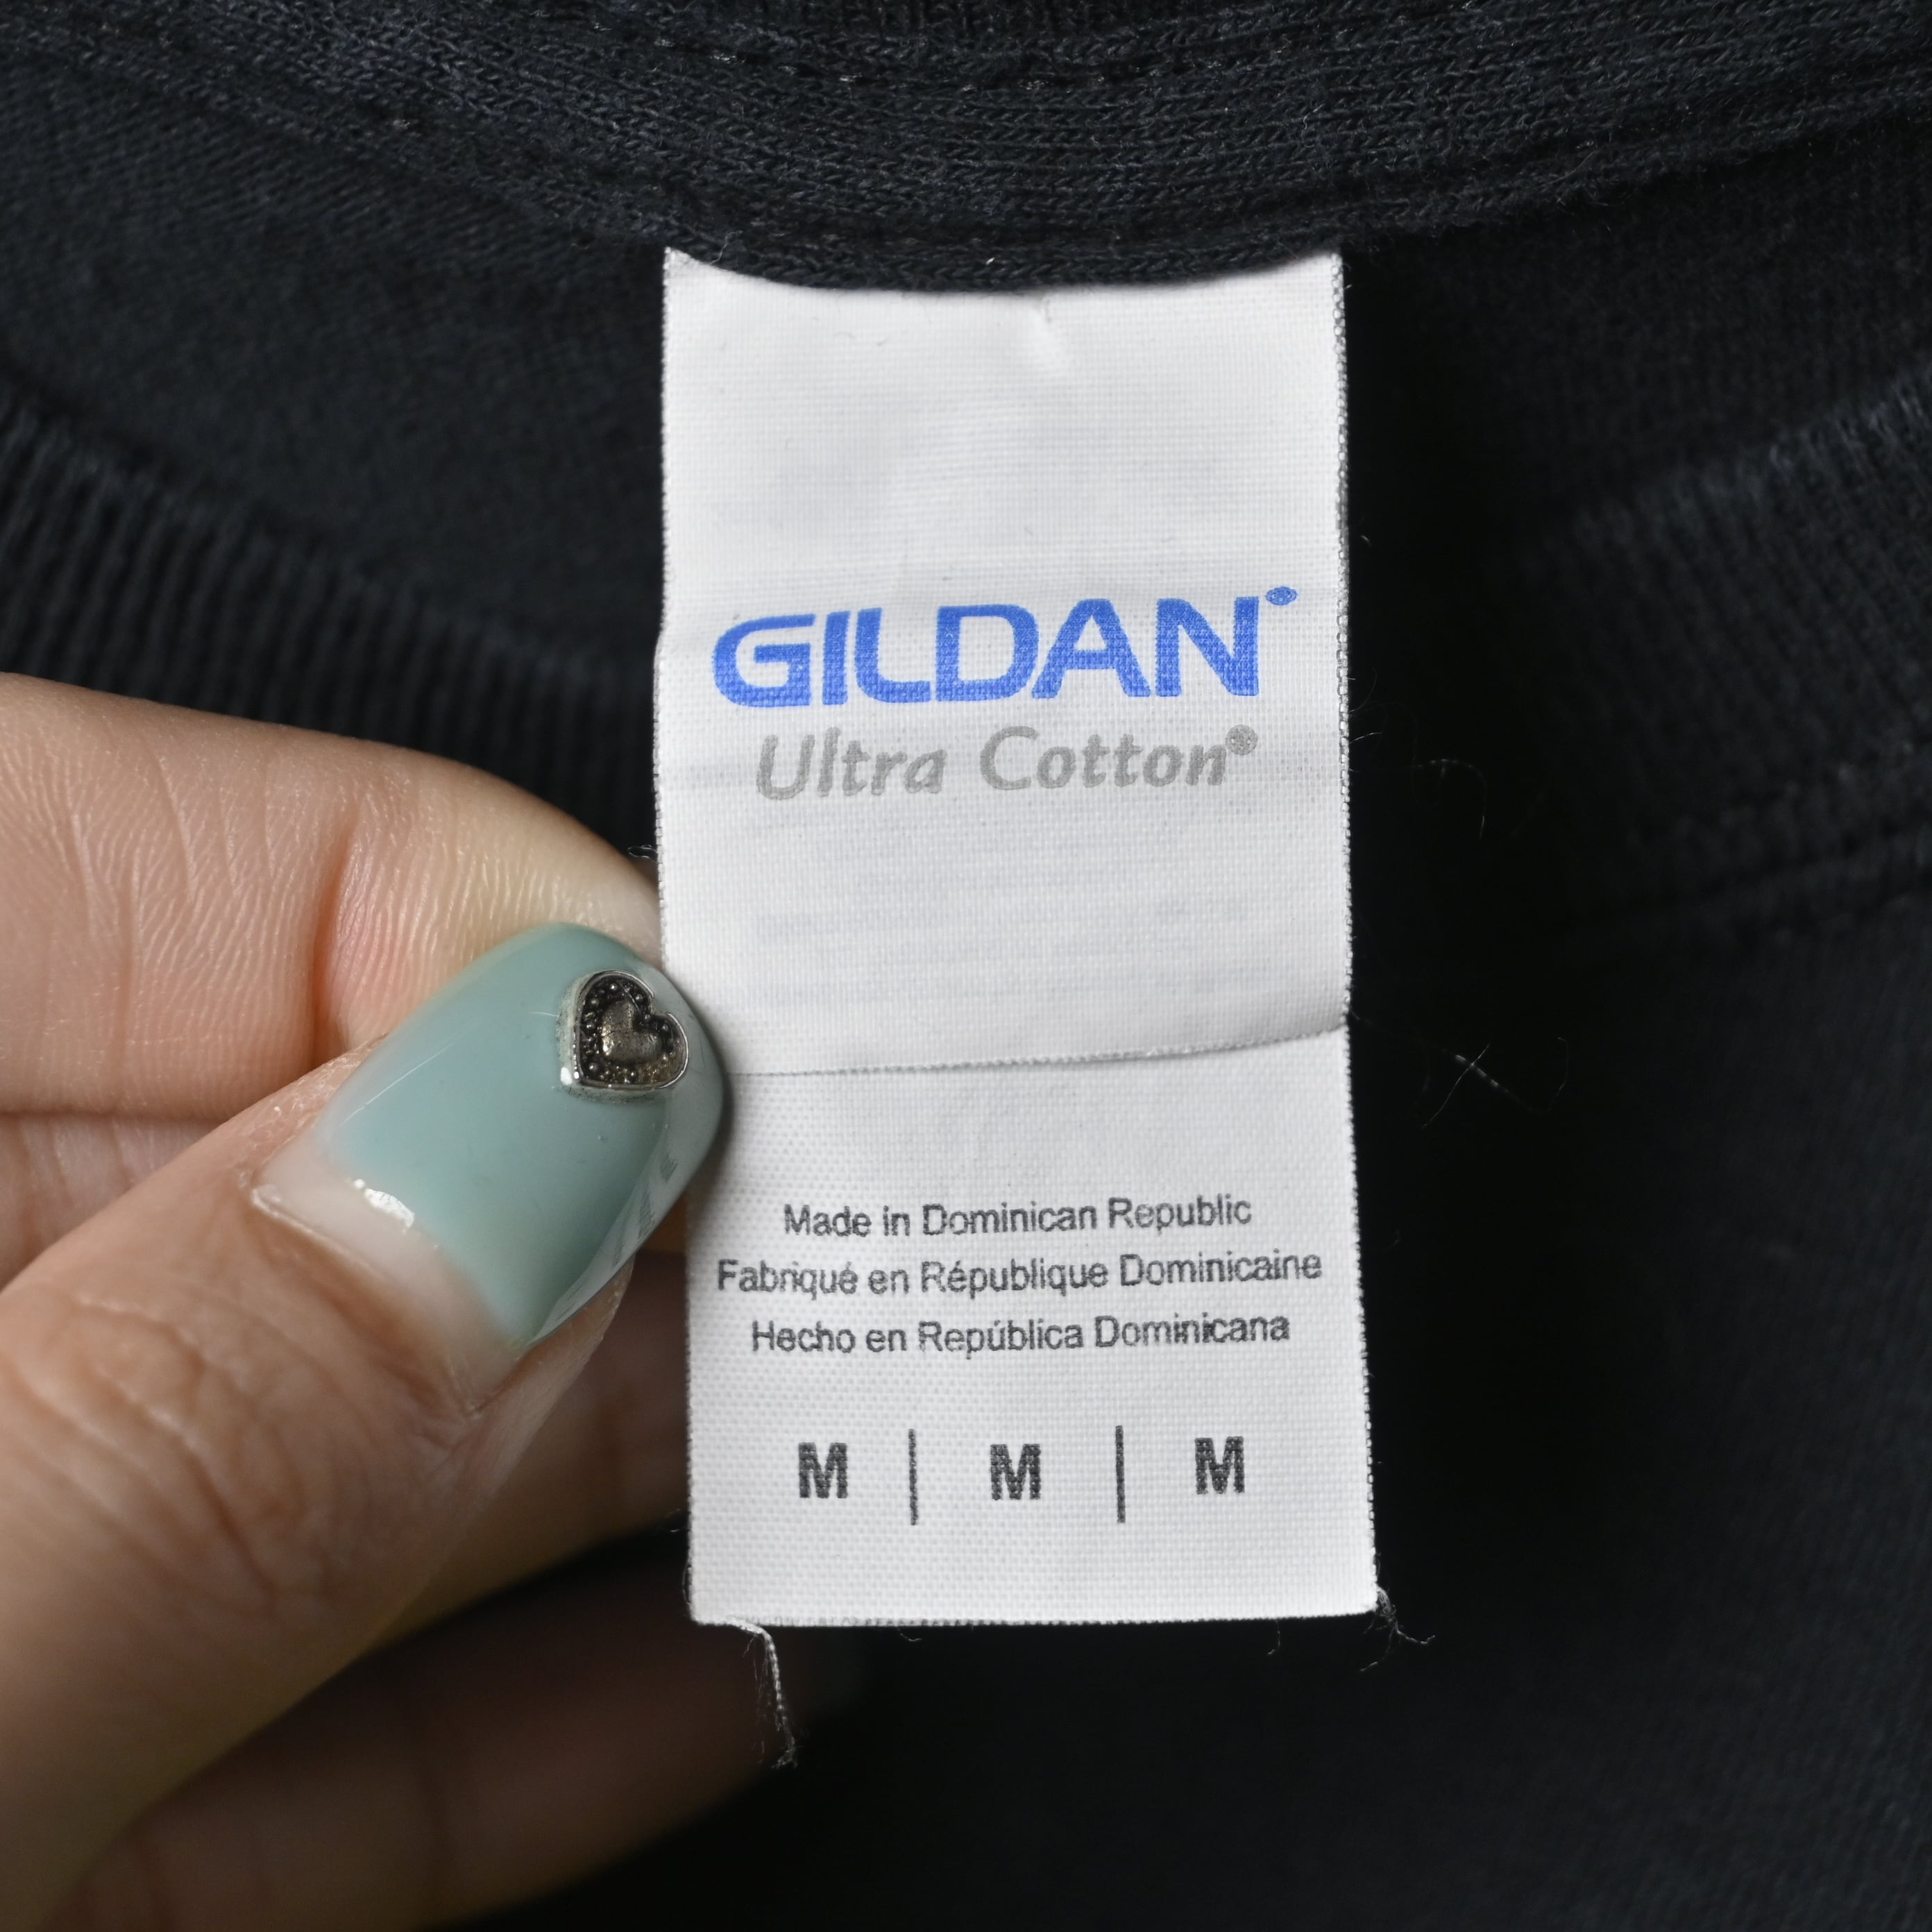 GILDAN®
Ultra Cotton®
Made in Dominican Republic
Fabriqué en République Dominicaine
Hecho en República Dominicana
M | M | M